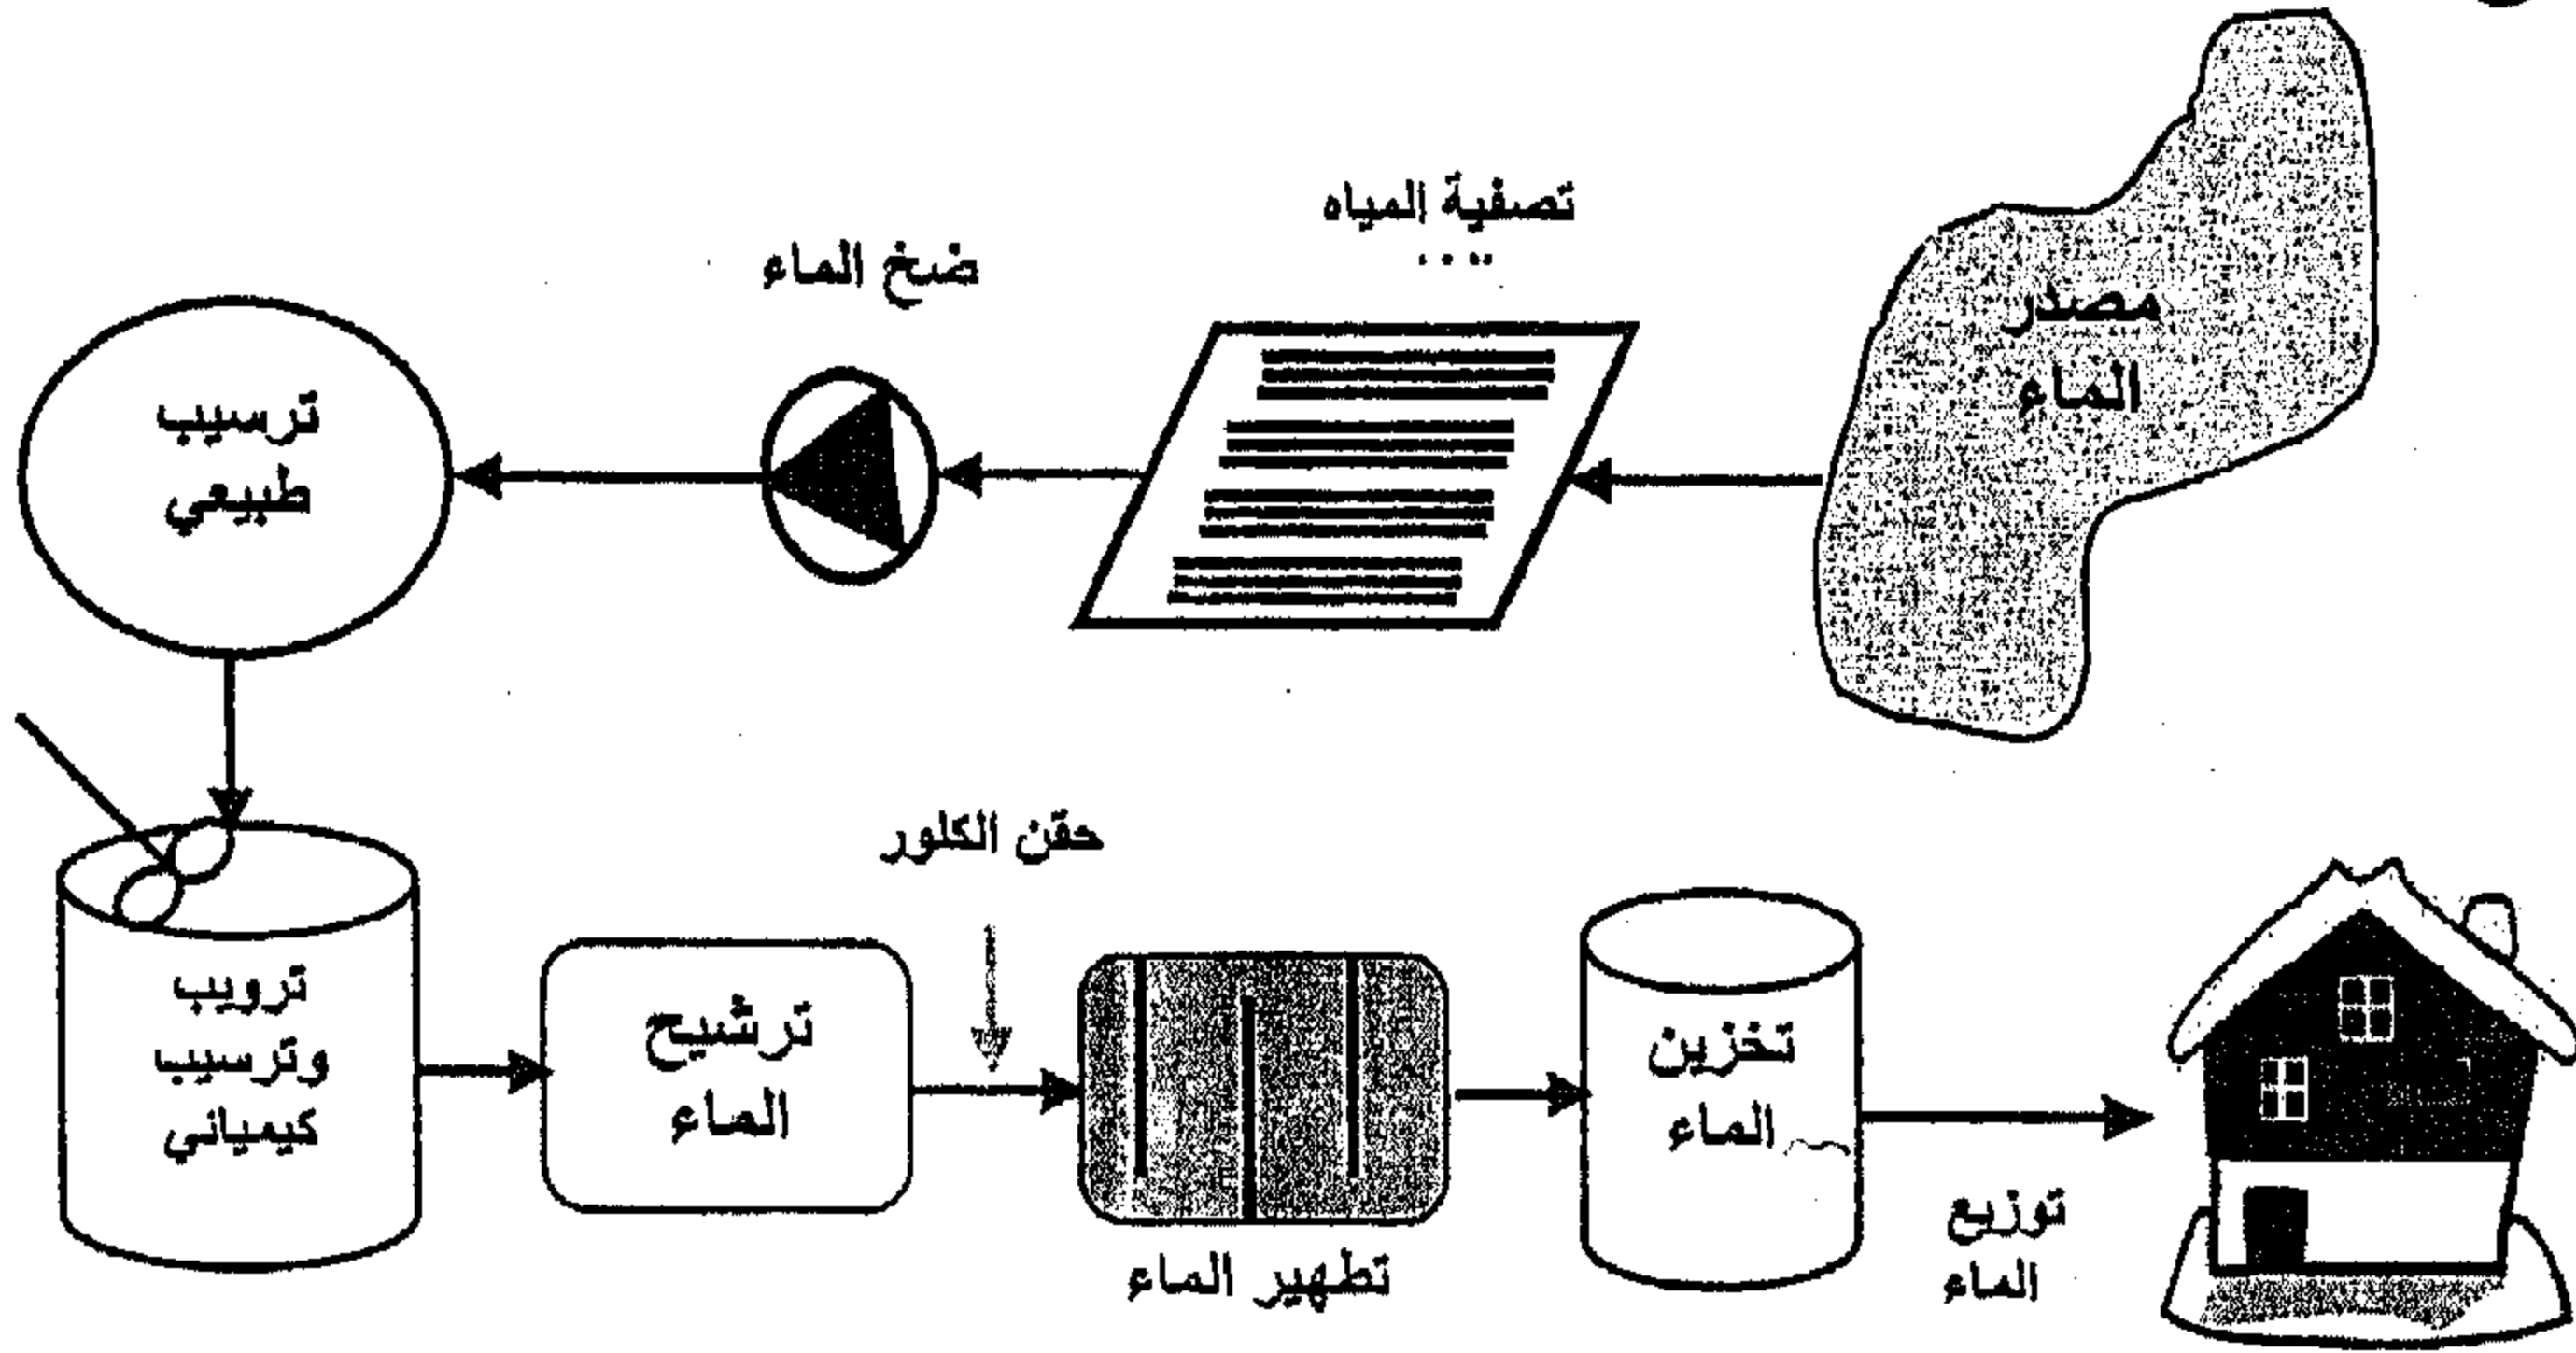 مصدر
الماء
تصفية المياه
ضخ الماء
ترسيب
طبيعي
ترويب
وترسيب
كيميائي
ترشيح
الماء
حقن الكلور
تطهير الماء
تخزين
الماء
توزيع
الماء